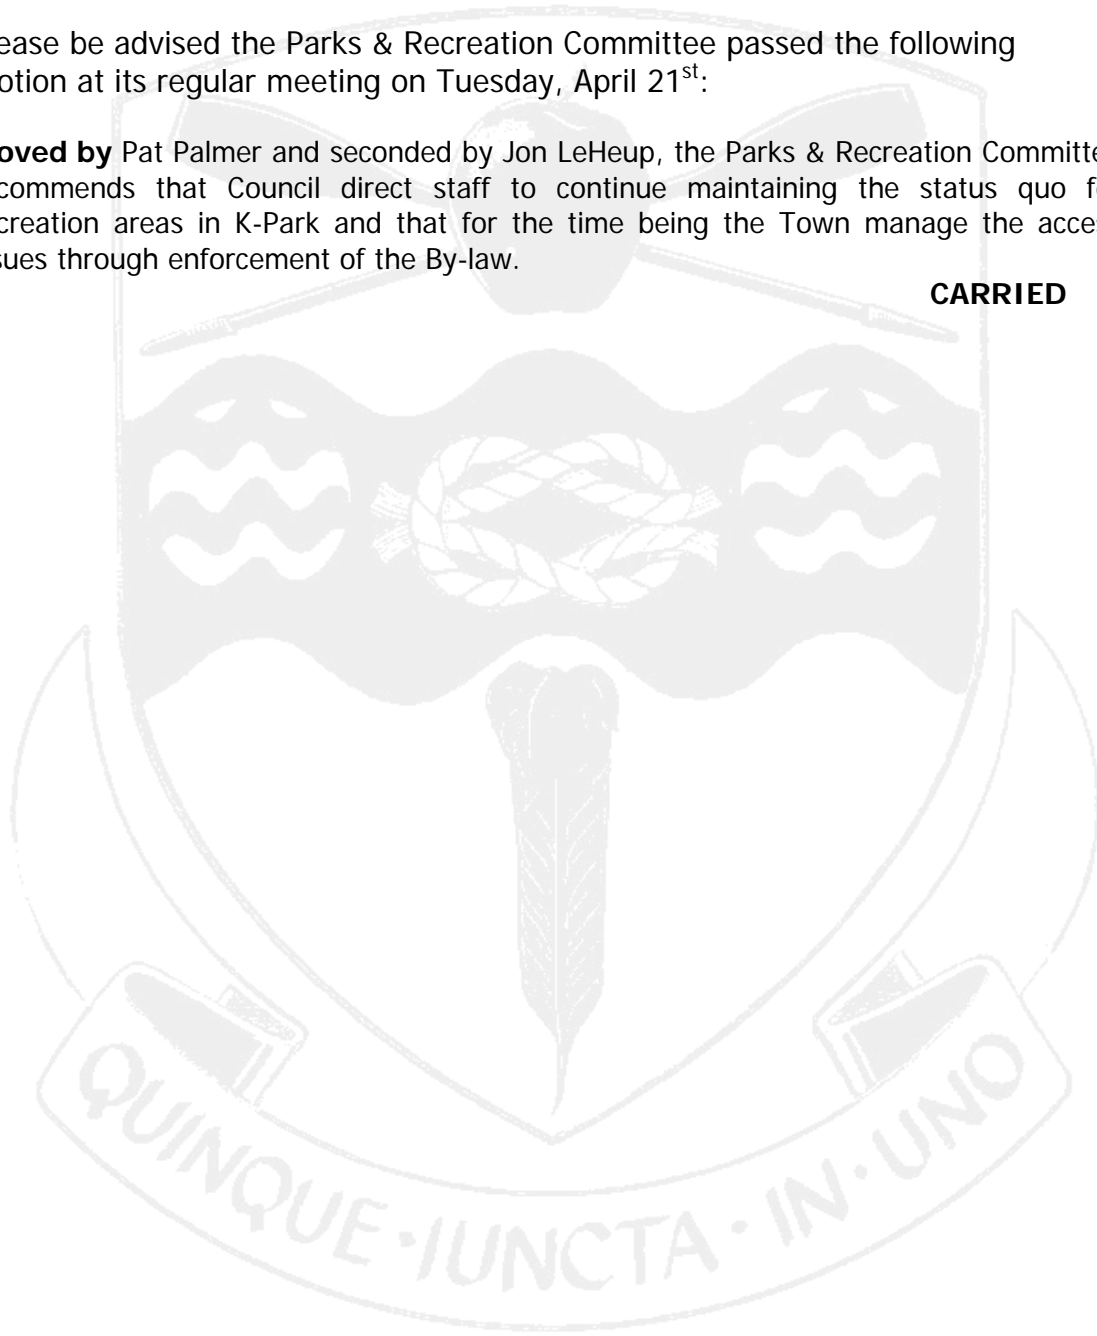 ease be advised the Parks & Recreation Committee passed the following
otion at its regular meeting on Tuesday, April 21st:
oved by Pat Palmer and seconded by Jon LeHeup, the Parks & Recreation Committe
commends that Council direct staff to continue maintaining the status quo f
creation areas in K-Park and that for the time being the Town manage the acces
sues through enforcement of the By-law.
CARRIED
QUINQUE · IUNCTA · IN · UNO